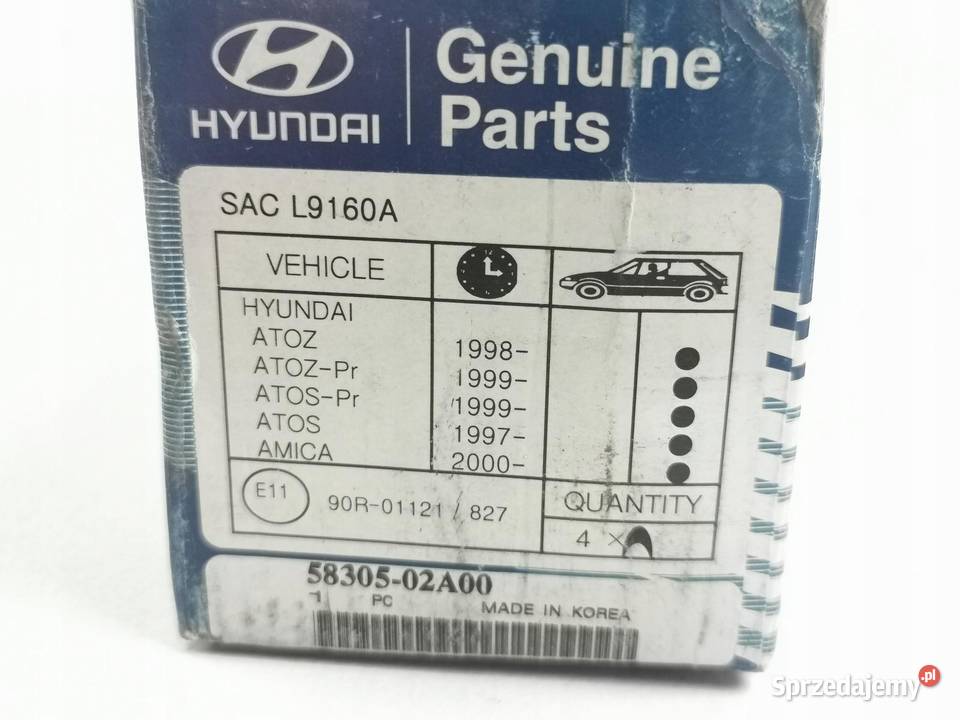 HYUNDAI
Genuine
Parts
SAC L9160A
VEHICLE
HYUNDAI
ATOZ 1998-
ATOZ-Pr 1999-
ATOS-Pr 1999-
ATOS 1997-
AMICA 2000-
E11 90R-01121 / 827
QUANTITY
4 ×
58305-02A00
1 PC MADE IN KOREA
Sprzedajemy.pl